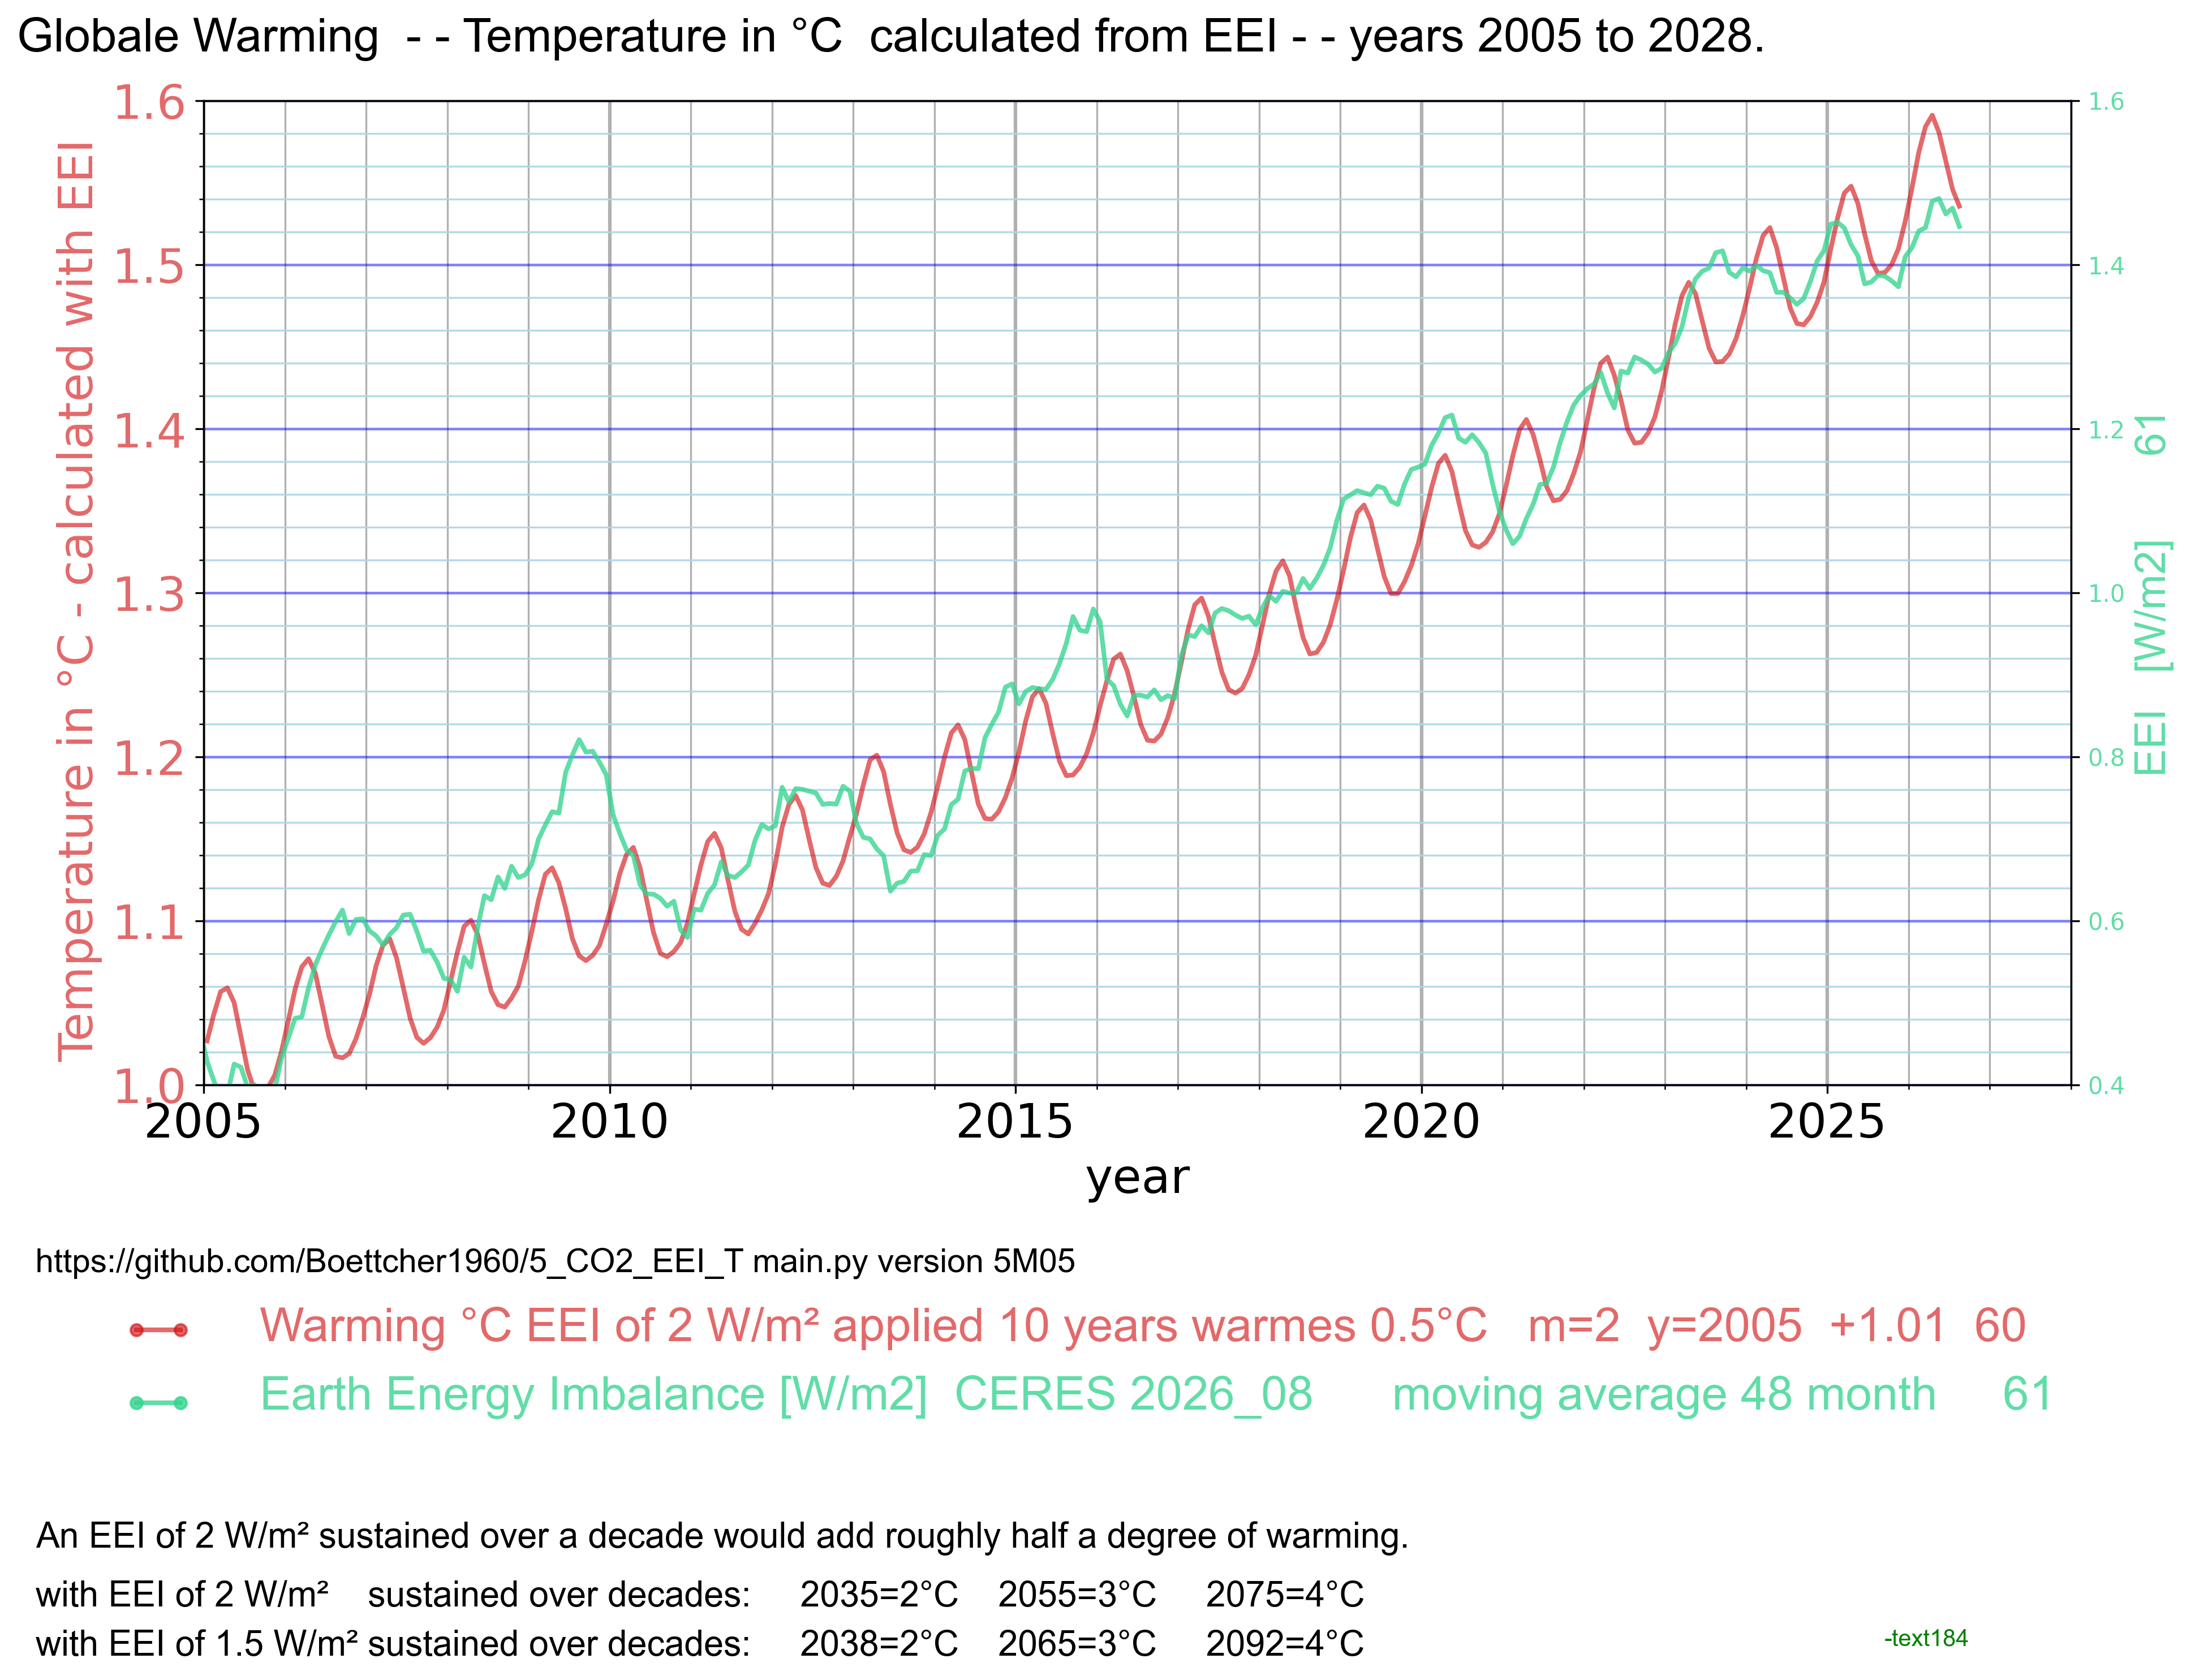 Globale Warming - - Temperature in °C calculated from EEI - - years 2005 to 2028.
Temperature in °C - calculated with EEI
1.6
1.5
1.4
1.3
1.2
1.1
1.0
1.6
1.4
1.2
1.0
0.8
0.6
0.4
EEI [W/m2] 61
2005 2010 2015 2020 2025
year
https://github.com/Boettcher1960/5_CO2_EEI_T main.py version 5M05
Warming °C EEI of 2 W/m² applied 10 years warmes 0.5°C m=2 y=2005 +1.01 60
Earth Energy Imbalance [W/m2] CERES 2026_08 moving average 48 month 61
An EEI of 2 W/m² sustained over a decade would add roughly half a degree of warming.
with EEI of 2 W/m² sustained over decades: 2035=2°C 2055=3°C 2075=4°C
with EEI of 1.5 W/m² sustained over decades: 2038=2°C 2065=3°C 2092=4°C
-text184